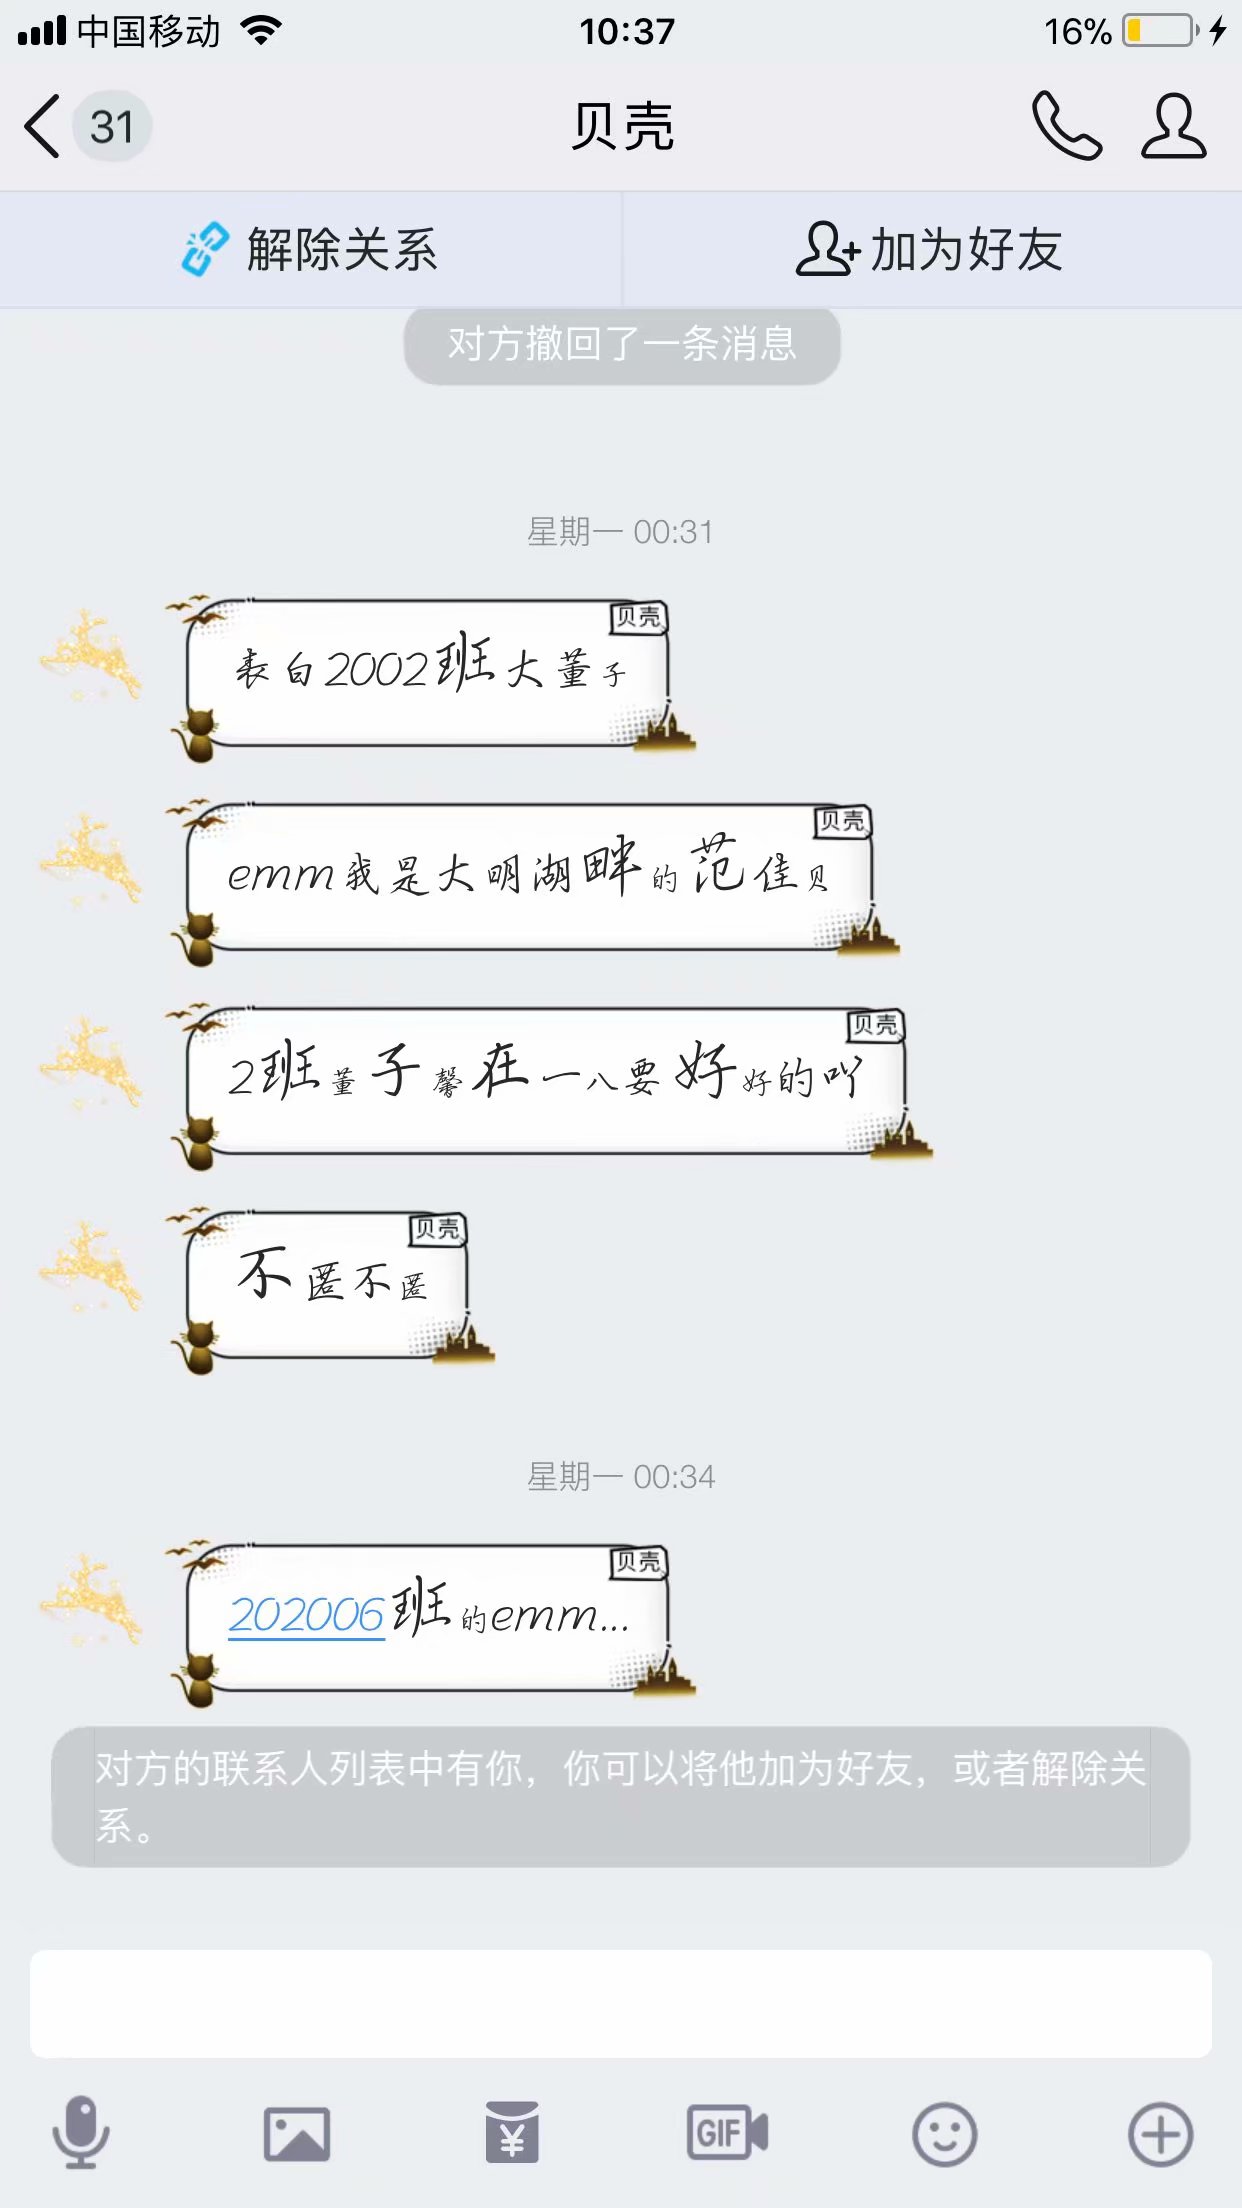 中国移动 10:37 16%
31 贝壳
解除关系 加为好友
对方撤回了一条消息
星期一 00:31
贝壳
表白2002班大董子
贝壳
emm我是大明湖畔的范佳贝
贝壳
2班董子馨在一八要好好的吖
贝壳
不匿不匿
星期一 00:34
贝壳
202006班的emm...
对方的联系人列表中有你，你可以将他加为好友，或者解除关
系。
¥ GIF